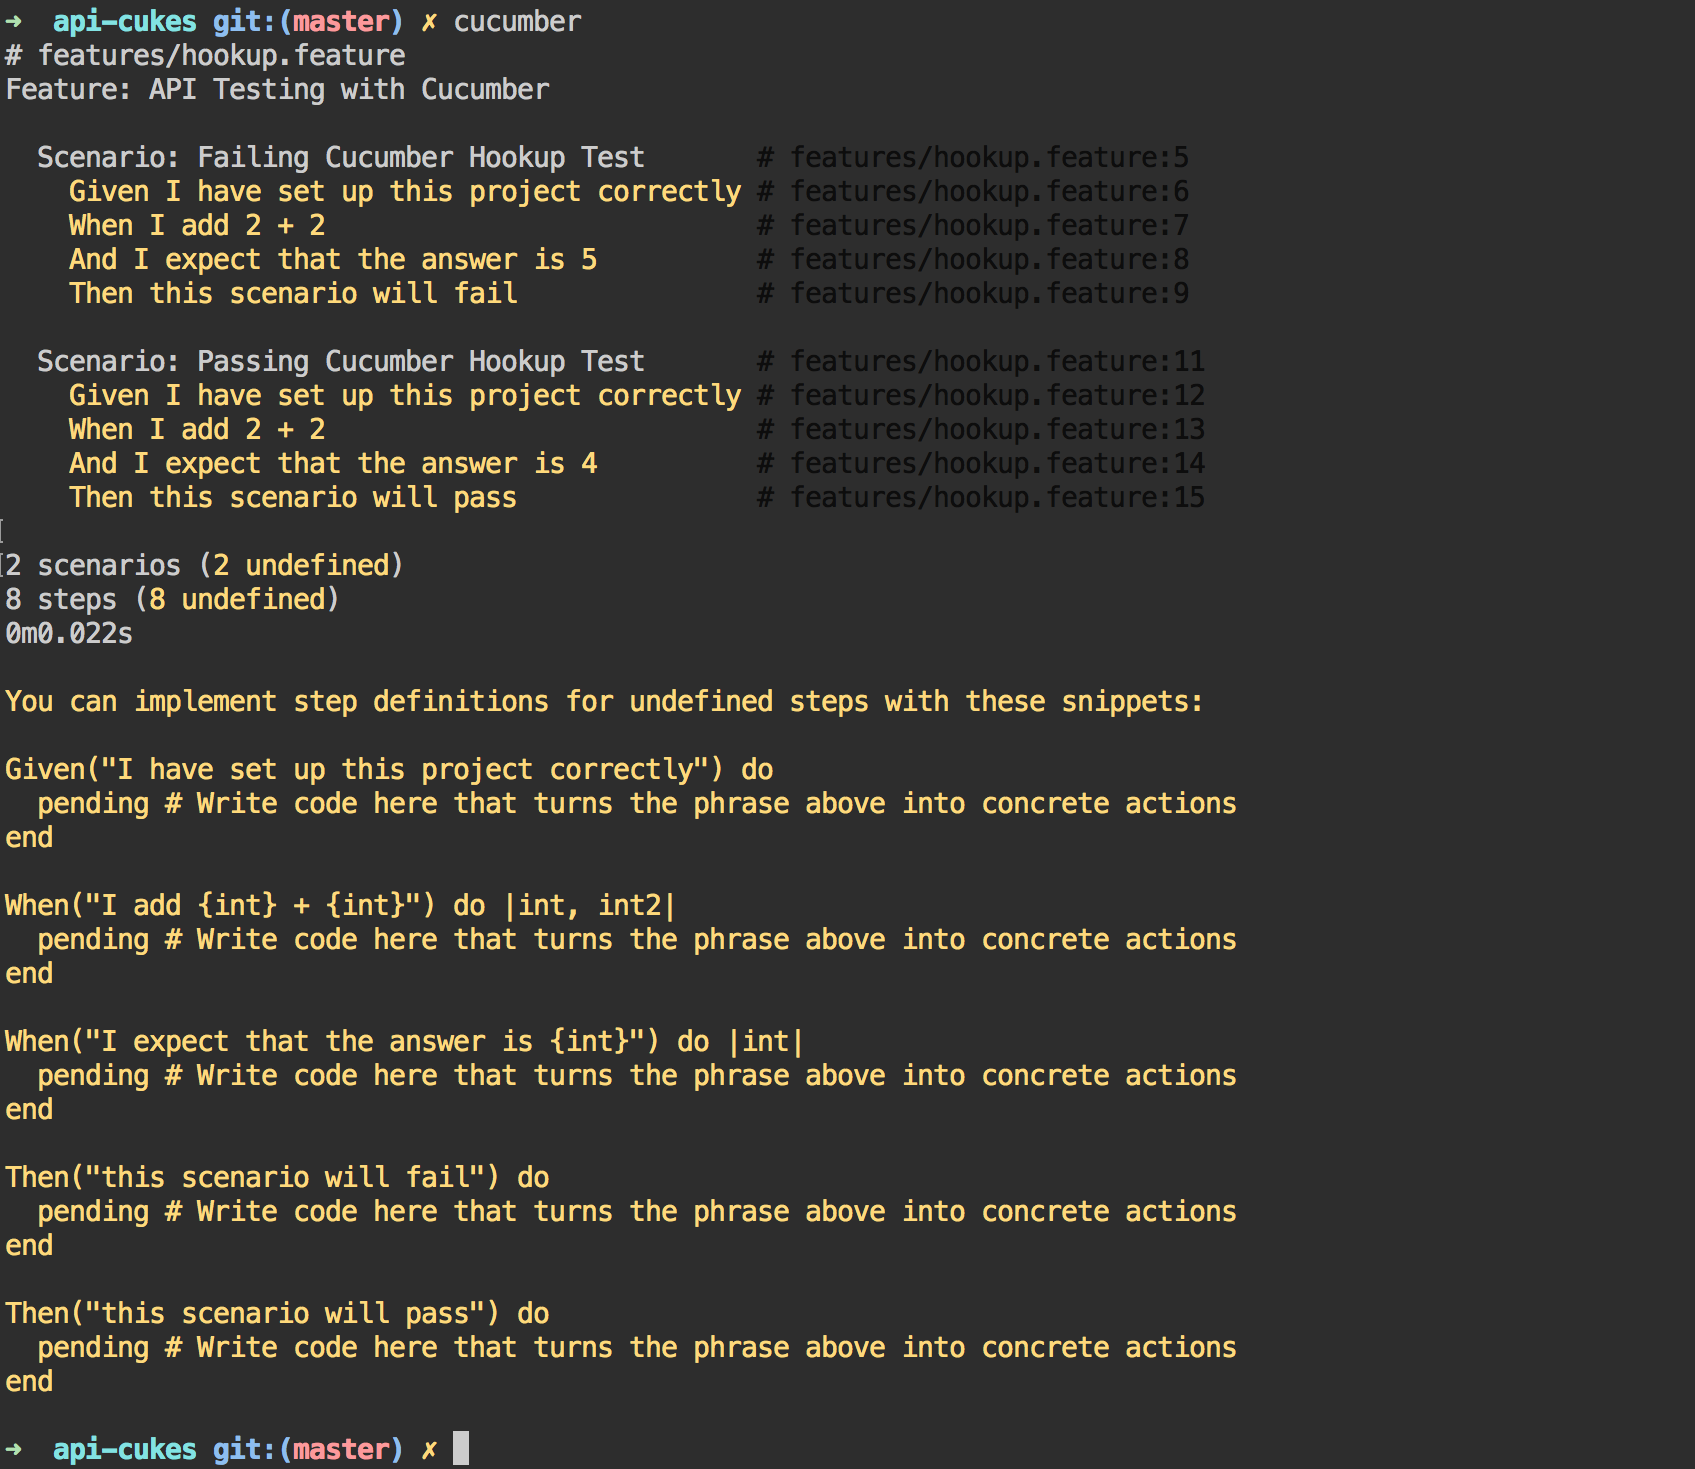 ➜  api-cukes git:(master) ✗ cucumber
# features/hookup.feature
Feature: API Testing with Cucumber

  Scenario: Failing Cucumber Hookup Test       # features/hookup.feature:5
    Given I have set up this project correctly # features/hookup.feature:6
    When I add 2 + 2                           # features/hookup.feature:7
    And I expect that the answer is 5          # features/hookup.feature:8
    Then this scenario will fail               # features/hookup.feature:9

  Scenario: Passing Cucumber Hookup Test       # features/hookup.feature:11
    Given I have set up this project correctly # features/hookup.feature:12
    When I add 2 + 2                           # features/hookup.feature:13
    And I expect that the answer is 4          # features/hookup.feature:14
    Then this scenario will pass               # features/hookup.feature:15

2 scenarios (2 undefined)
8 steps (8 undefined)
0m0.022s

You can implement step definitions for undefined steps with these snippets:

Given("I have set up this project correctly") do
  pending # Write code here that turns the phrase above into concrete actions
end

When("I add {int} + {int}") do |int, int2|
  pending # Write code here that turns the phrase above into concrete actions
end

When("I expect that the answer is {int}") do |int|
  pending # Write code here that turns the phrase above into concrete actions
end

Then("this scenario will fail") do
  pending # Write code here that turns the phrase above into concrete actions
end

Then("this scenario will pass") do
  pending # Write code here that turns the phrase above into concrete actions
end

➜  api-cukes git:(master) ✗